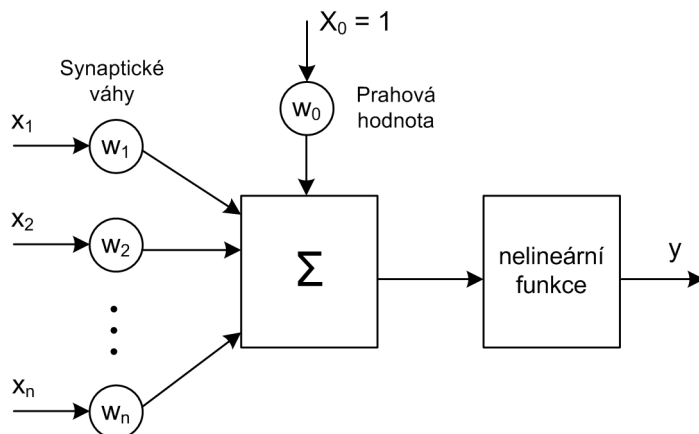 X₀ = 1
Synaptické
váhy
w₀
Prahová
hodnota
x₁
w₁
x₂
w₂
Σ
nelineární
funkce
y
xₙ
wₙ